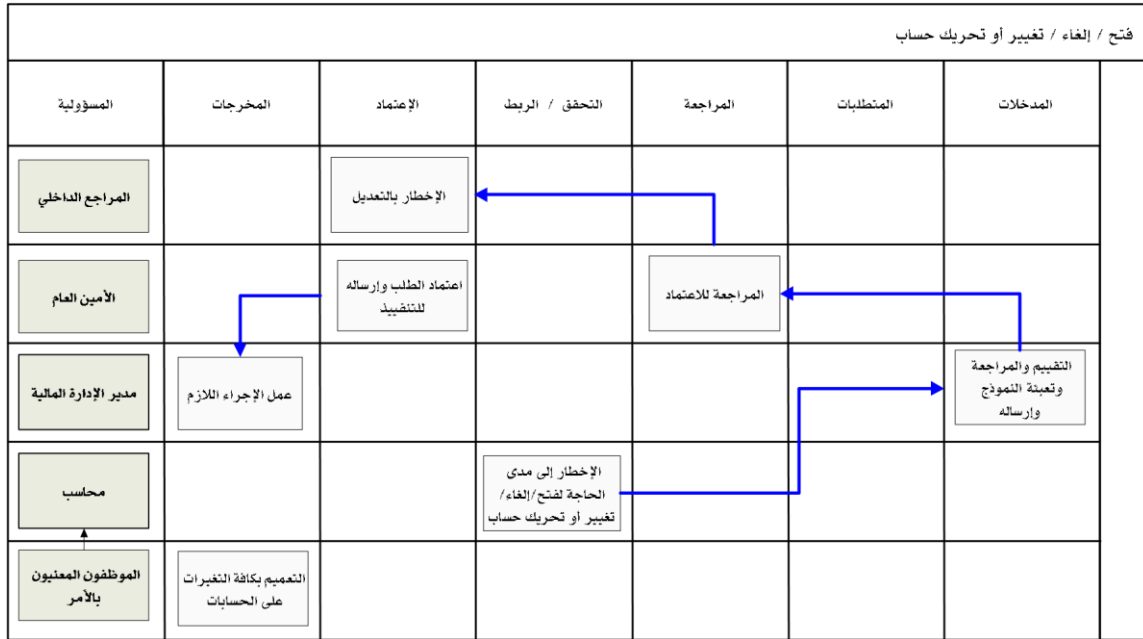 فتح / إلغاء / تغيير أو تحريك حساب
المدخلات
المتطلبات
المراجعة
التحقق / الربط
الإعتماد
المخرجات
المسؤولية
الإخطار بالتعديل
المراجع الداخلي
المراجعة للاعتماد
اعتماد الطلب وإرساله
للتنفييذ
الأمين العام
التقييم والمراجعة
وتعبئة النموذج
وإرساله
عمل الإجراء اللازم
مدير الإدارة المالية
الإخطار إلى مدى
الحاجة لفتح/إلغاء/
تغيير أو تحريك حساب
محاسب
التعميم بكافة التغيرات
على الحسابات
الموظفون المعنيون
بالأمر